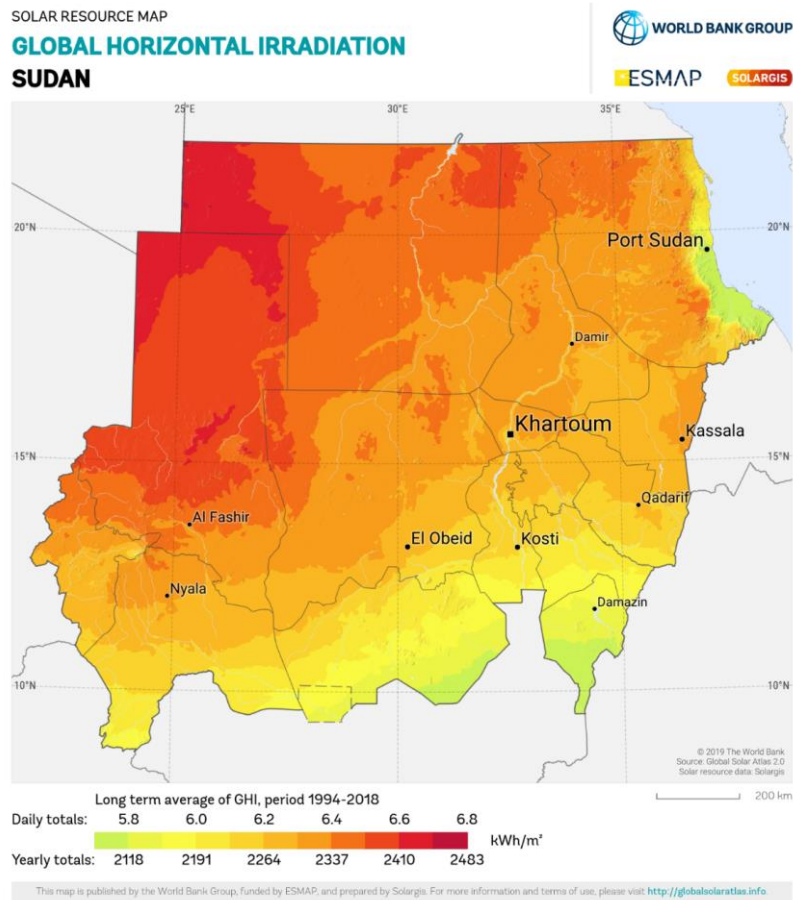 SOLAR RESOURCE MAP
GLOBAL HORIZONTAL IRRADIATION
SUDAN
WORLD BANK GROUP
ESMAP
SOLARGIS
25°E 30°E 35°E
20°N 20°N
Port Sudan
Damir
Khartoum
Kassala
15°N 15°N
Qadarif
Al Fashir
El Obeid
Kosti
Nyala
Damazin
10°N 10°N
© 2019 The World Bank
Source: Global Solar Atlas 2.0
Solar resource data: Solargis
200 km
Long term average of GHI, period 1994-2018
Daily totals: 5.8 6.0 6.2 6.4 6.6 6.8
kWh/m²
Yearly totals: 2118 2191 2264 2337 2410 2483
This map is published by the World Bank Group, funded by ESMAP, and prepared by Solargis. For more information and terms of use, please visit http://globalsolaratlas.info.